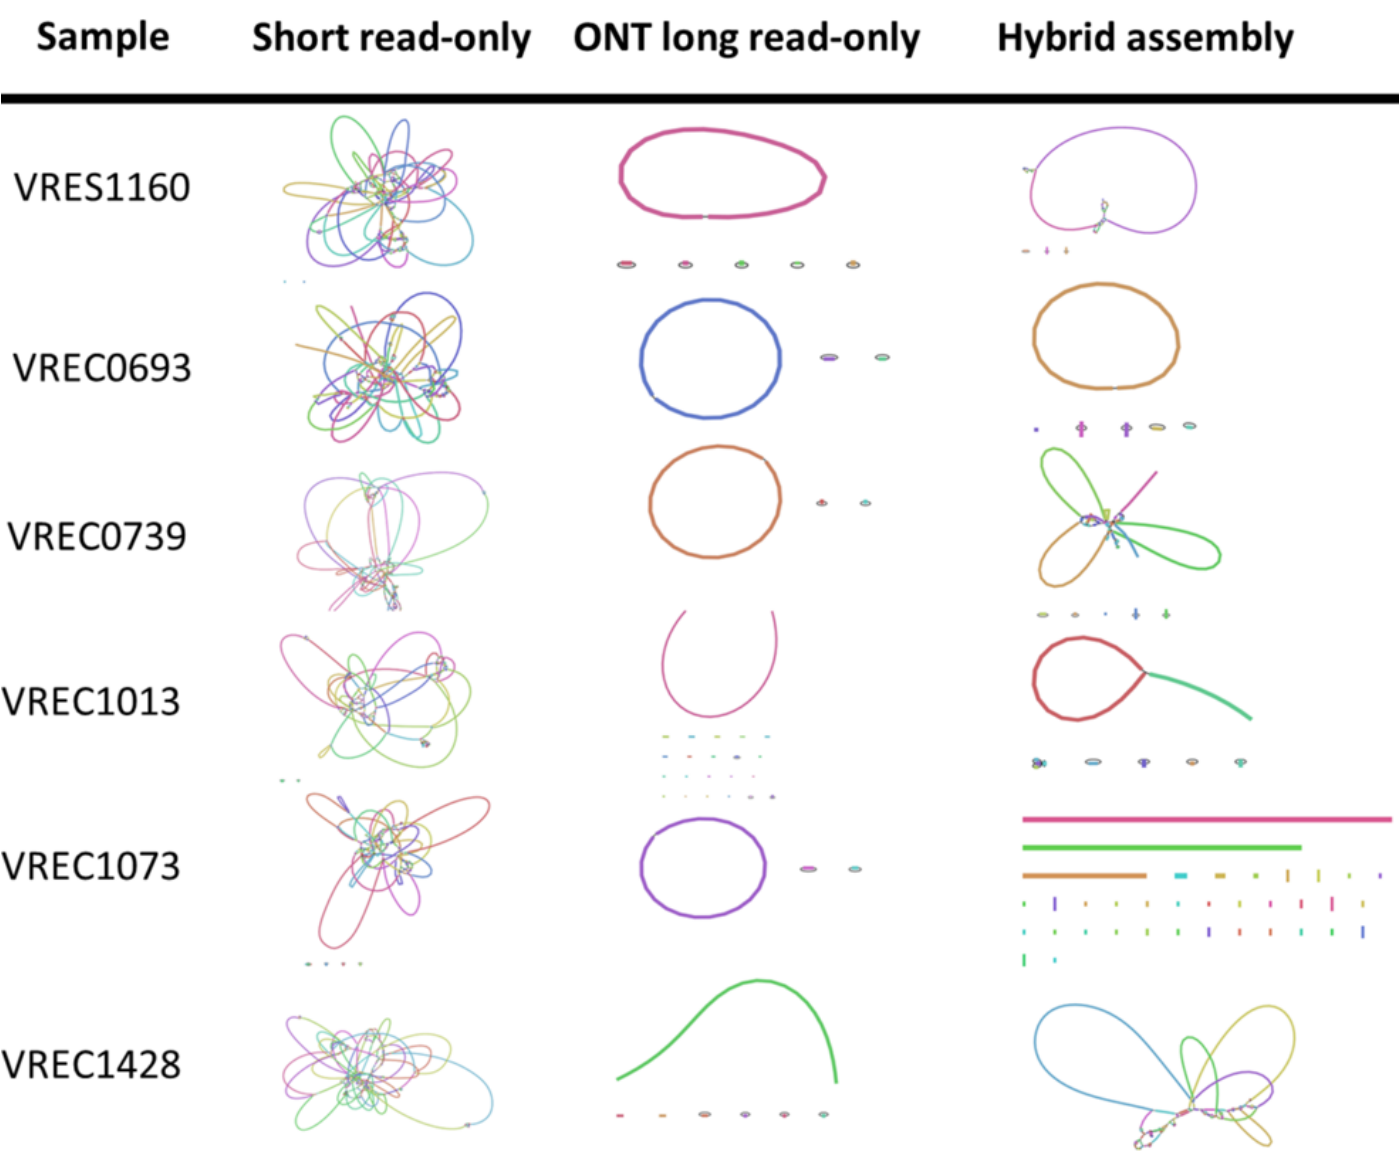 Sample Short read-only ONT long read-only Hybrid assembly
VRES1160
VREC0693
VREC0739
VREC1013
VREC1073
VREC1428